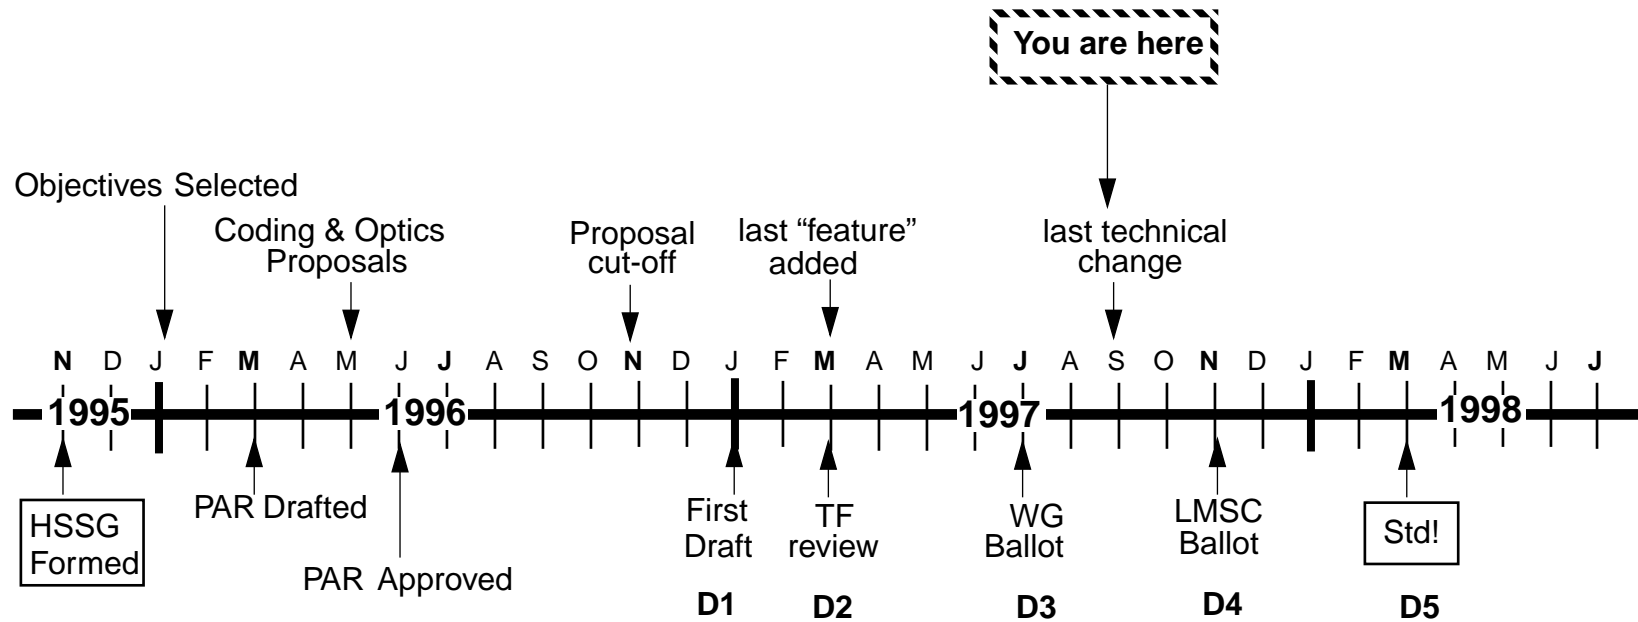 You are here
Objectives Selected
Coding & Optics
Proposals
Proposal
cut-off
last “feature”
added
last technical
change
N D J F M A M J J A S O N D J F M A M J J A S O N D J F M A M J J
1995 1996 1997 1998
HSSG
Formed
PAR Drafted
PAR Approved
First
Draft
TF
review
WG
Ballot
LMSC
Ballot
Std!
D1 D2 D3 D4 D5